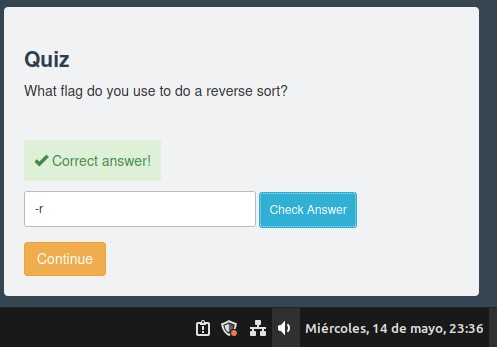 Quiz
What flag do you use to do a reverse sort?
✔ Correct answer!
-r
Check Answer
Continue
Miércoles, 14 de mayo, 23:36